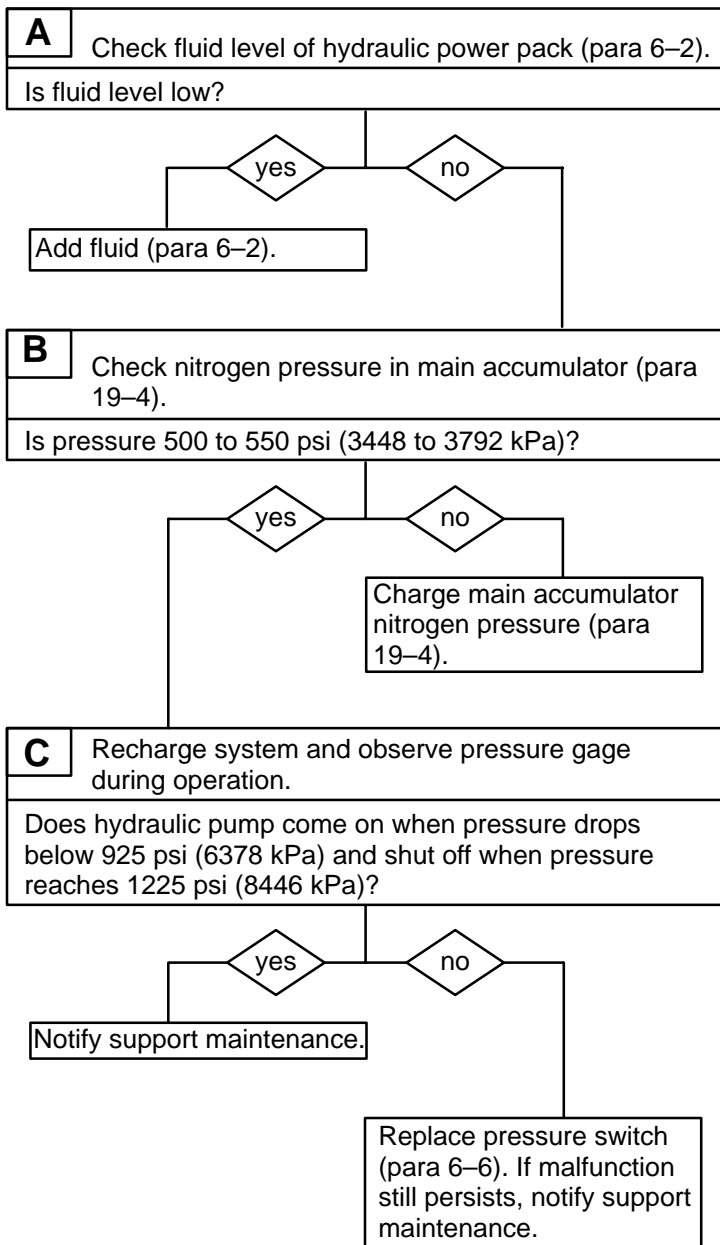 A
Check fluid level of hydraulic power pack (para 6–2).
Is fluid level low?
yes
no
Add fluid (para 6–2).
B
Check nitrogen pressure in main accumulator (para
19–4).
Is pressure 500 to 550 psi (3448 to 3792 kPa)?
yes
no
Charge main accumulator
nitrogen pressure (para
19–4).
C
Recharge system and observe pressure gage
during operation.
Does hydraulic pump come on when pressure drops
below 925 psi (6378 kPa) and shut off when pressure
reaches 1225 psi (8446 kPa)?
yes
no
Notify support maintenance.
Replace pressure switch
(para 6–6). If malfunction
still persists, notify support
maintenance.